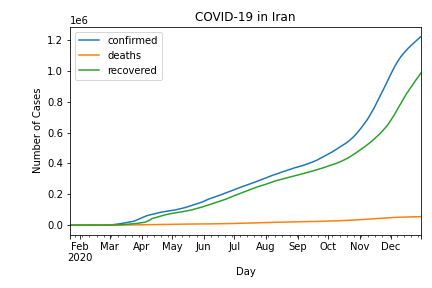 COVID-19 in Iran
1e6
confirmed
deaths
recovered
1.2
1.0
0.8
0.6
0.4
0.2
0.0
Number of Cases
Feb Mar Apr May Jun Jul Aug Sep Oct Nov Dec
2020
Day